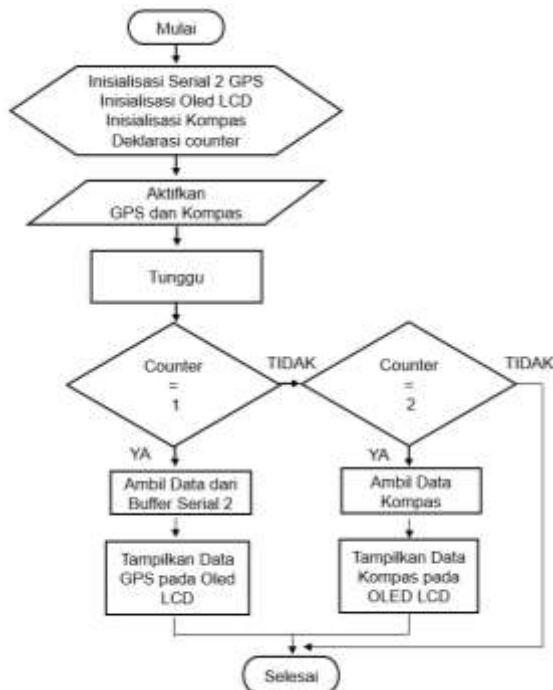 Mulai
Inisialisasi Serial 2 GPS
Inisialisasi Oled LCD
Inisialisasi Kompas
Deklarasi counter
Aktifkan
GPS dan Kompas
Tunggu
Counter
=
1
TIDAK
Counter
=
2
TIDAK
YA
YA
Ambil Data dari
Buffer Serial 2
Ambil Data
Kompas
Tampilkan Data
GPS pada Oled
LCD
Tampilkan Data
Kompas pada
OLED LCD
Selesai